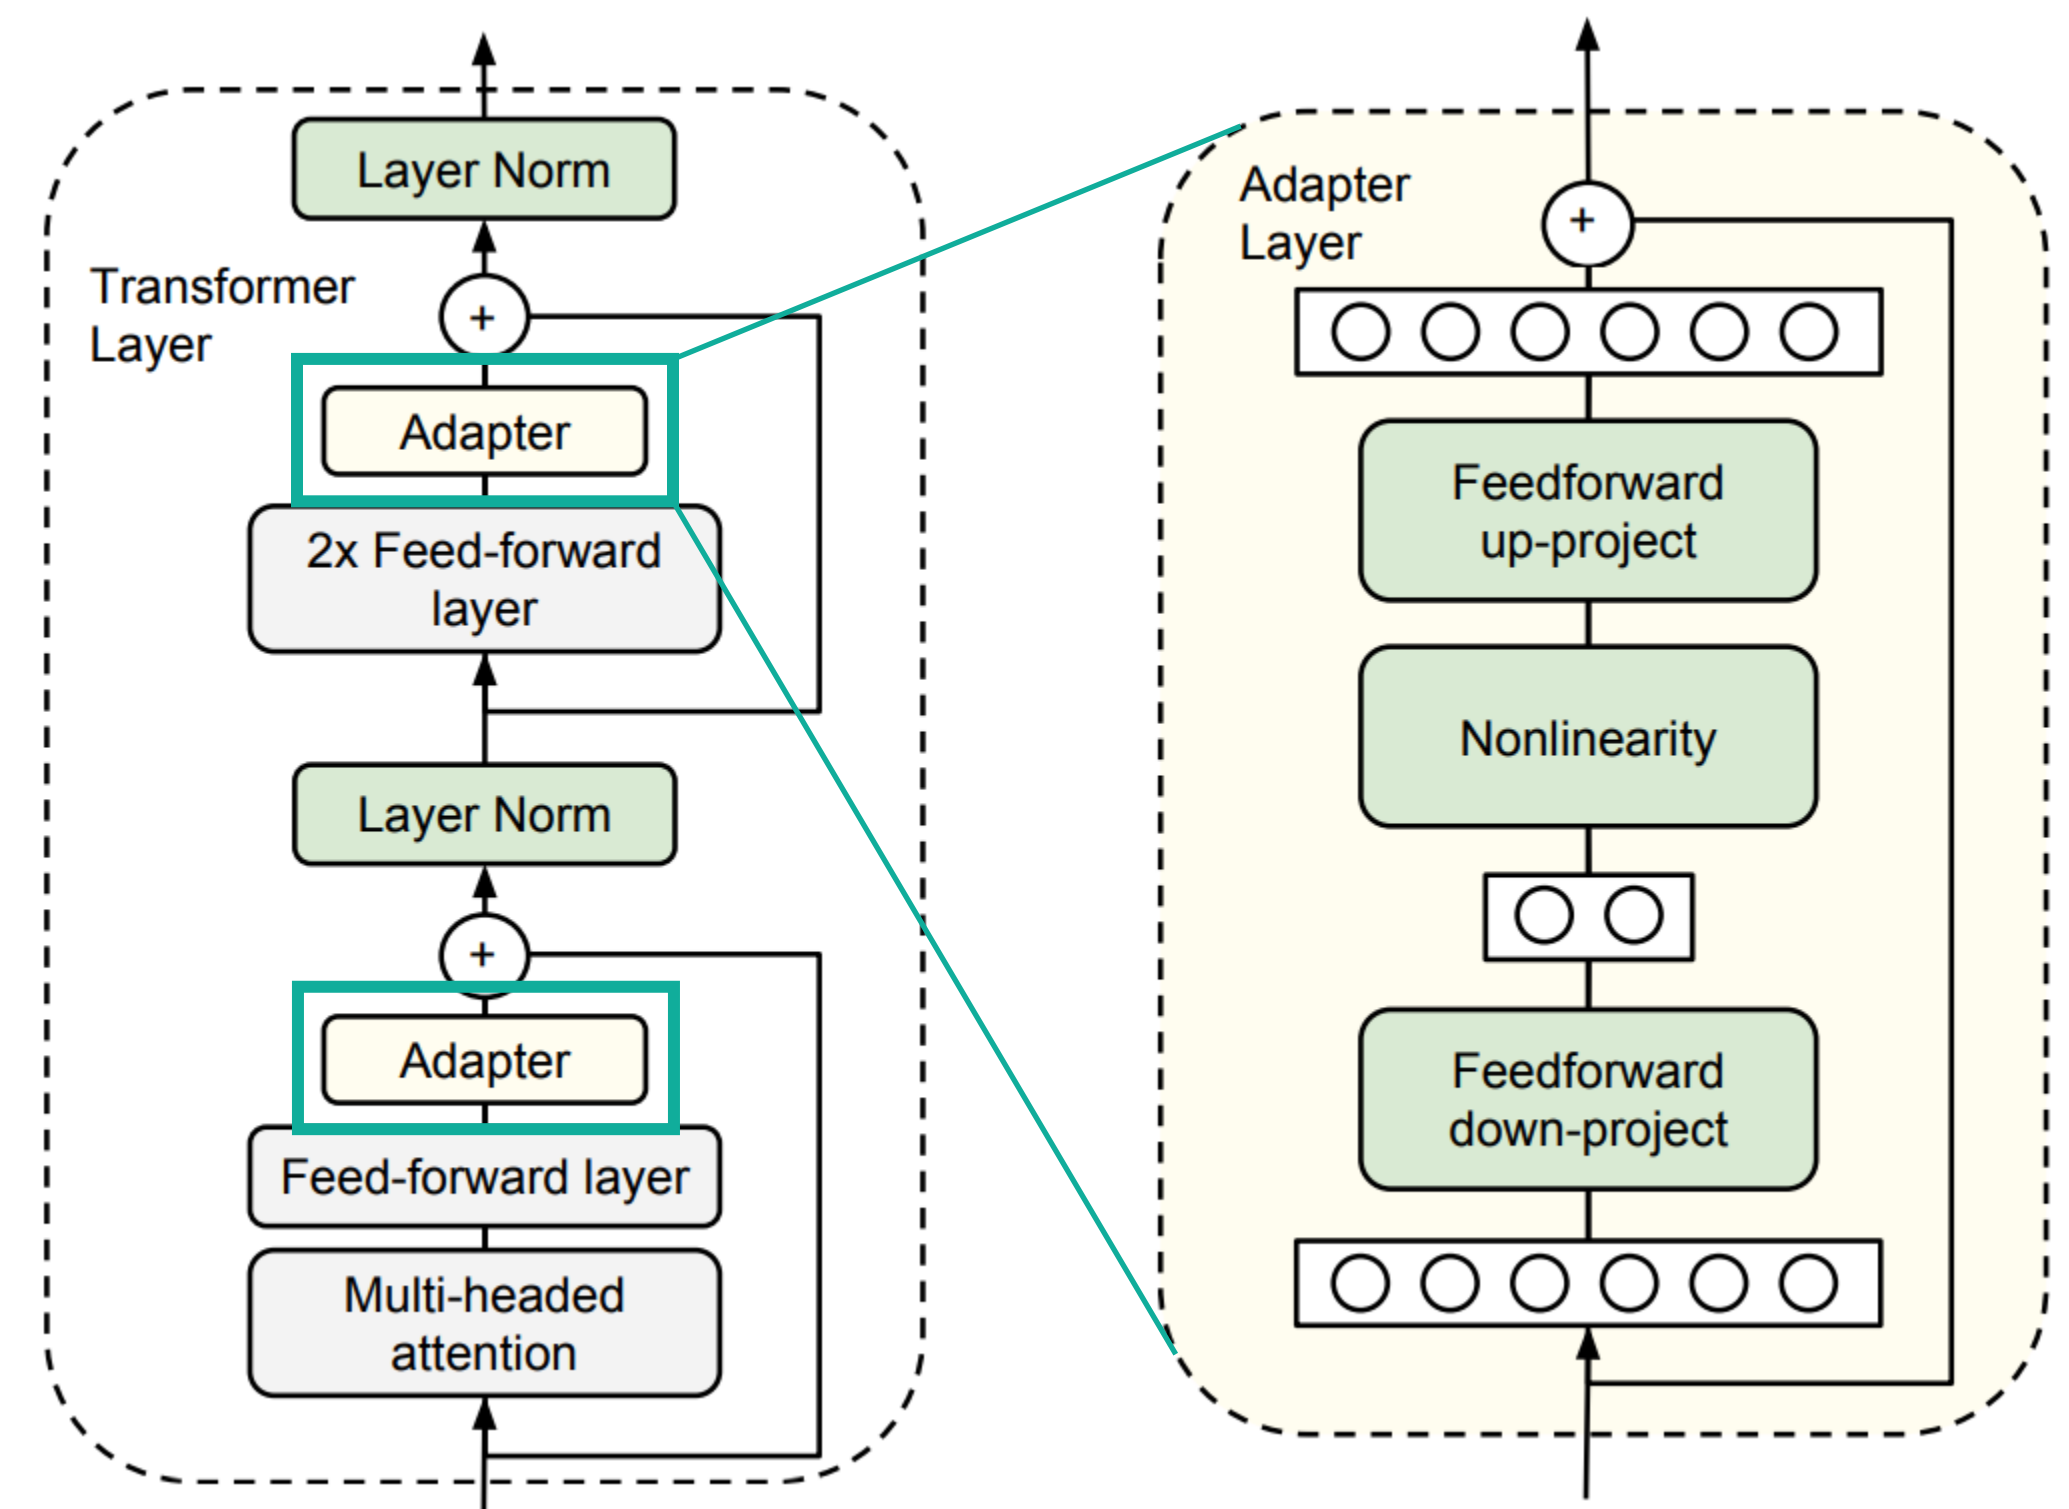 Layer Norm
Transformer
Layer
+
Adapter
2x Feed-forward
layer
Layer Norm
+
Adapter
Feed-forward layer
Multi-headed
attention
Adapter
Layer
+
Feedforward
up-project
Nonlinearity
Feedforward
down-project